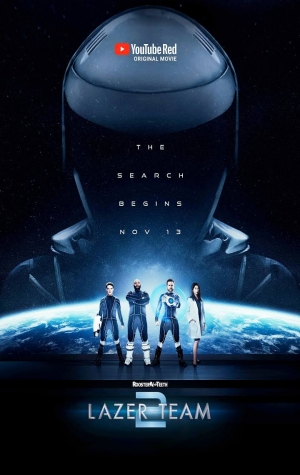 YouTube Red
ORIGINAL MOVIE
THE
SEARCH
BEGINS
NOV 13
ROOSTER TEETH
LAZER TEAM 2